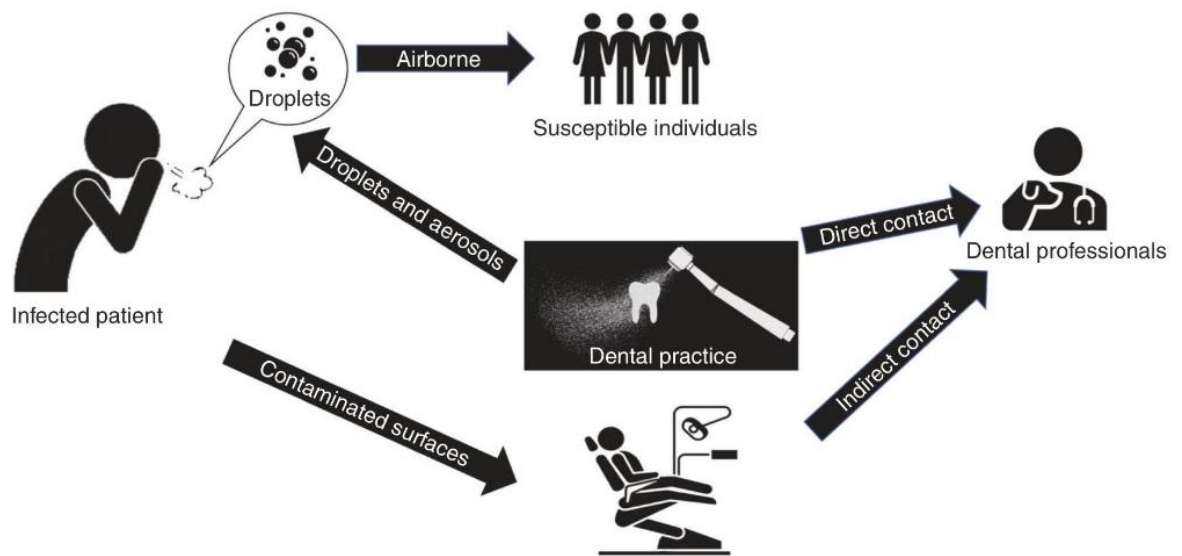 Droplets
Airborne
Susceptible individuals
Infected patient
Droplets and aerosols
Dental practice
Direct contact
Dental professionals
Contaminated surfaces
Indirect contact